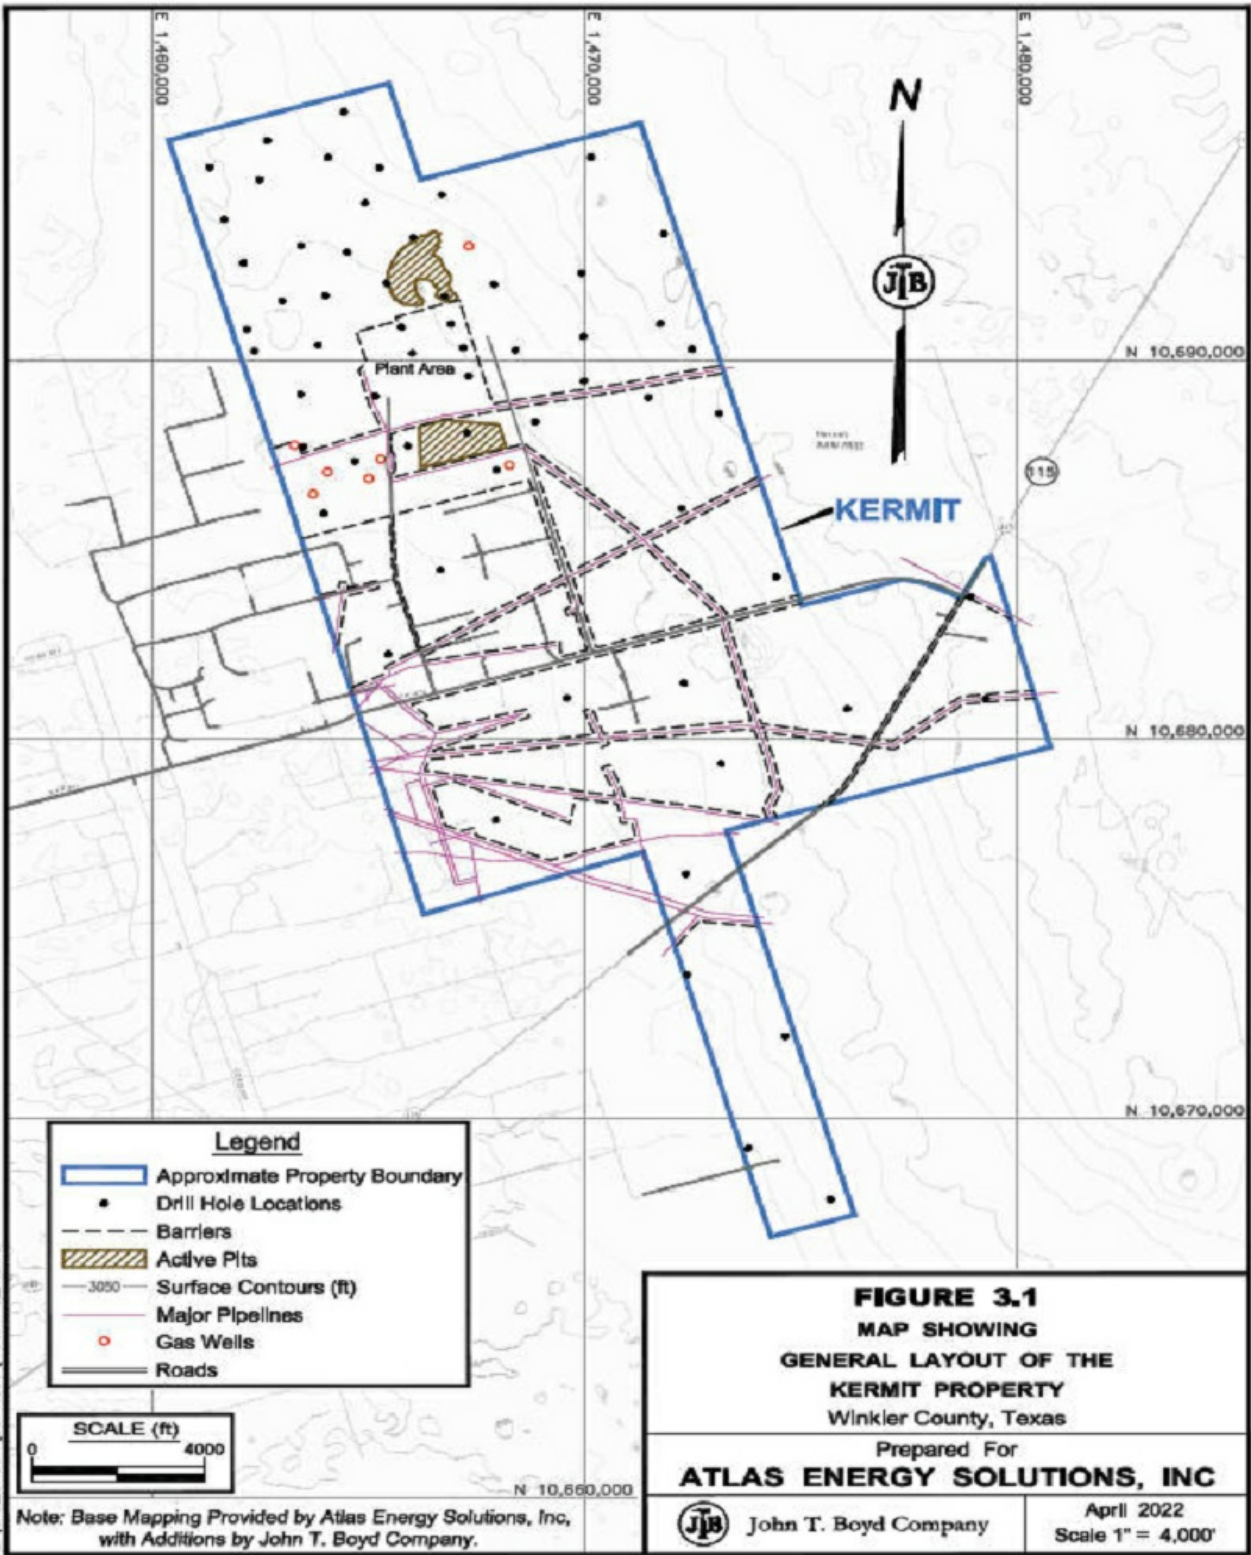 E 1,460,000
E 1,470,000
E 1,480,000
N
JTB
N 10,690,000
Plant Area
115
KERMIT
N 10,680,000
N 10,670,000
Legend
Approximate Property Boundary
Drill Hole Locations
Barriers
Active Pits
3050 Surface Contours (ft)
Major Pipelines
Gas Wells
Roads
SCALE (ft)
0 4000
N 10,660,000
Note: Base Mapping Provided by Atlas Energy Solutions, Inc,
with Additions by John T. Boyd Company.
FIGURE 3.1
MAP SHOWING
GENERAL LAYOUT OF THE
KERMIT PROPERTY
Winkler County, Texas
Prepared For
ATLAS ENERGY SOLUTIONS, INC
JTB John T. Boyd Company
April 2022
Scale 1" = 4,000'